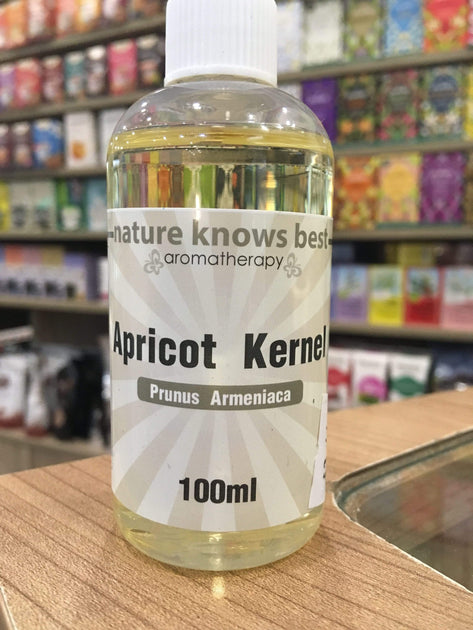 nature knows best
aromatherapy
Apricot Kernel
Prunus Armeniaca
100ml